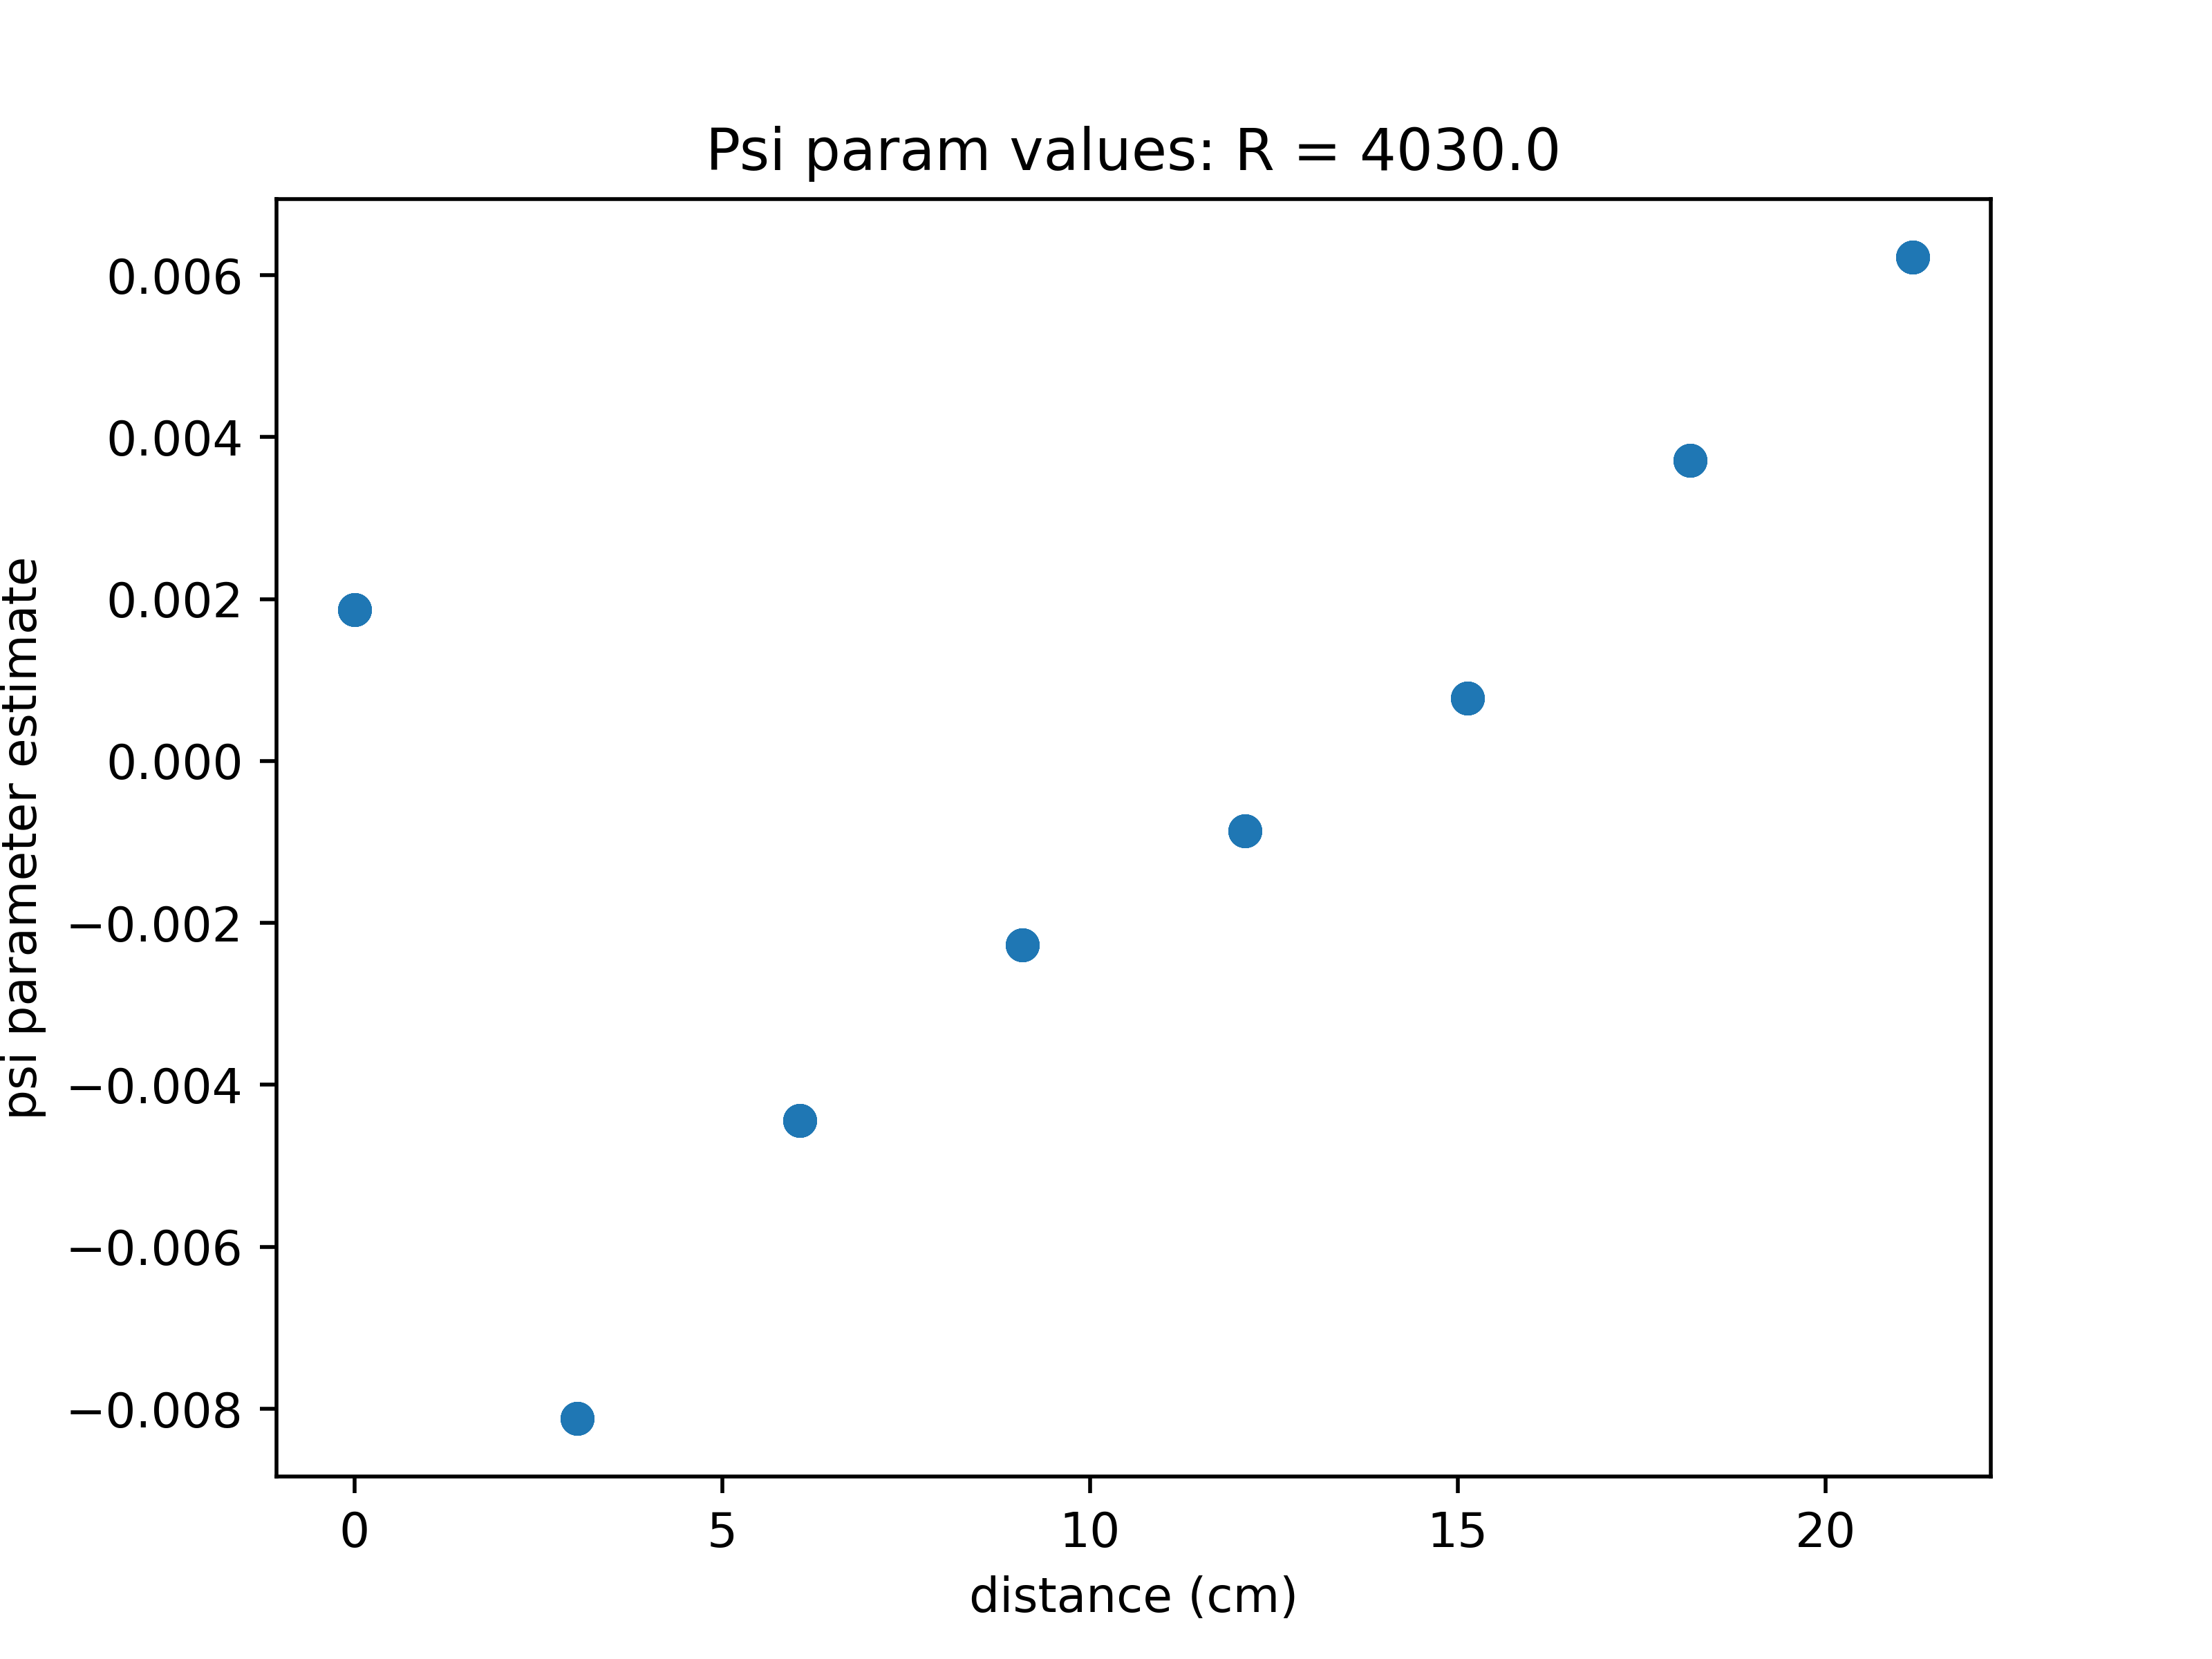 Psi param values: R = 4030.0
psi parameter estimate
0.006
0.004
0.002
0.000
−0.002
−0.004
−0.006
−0.008
0 5 10 15 20
distance (cm)